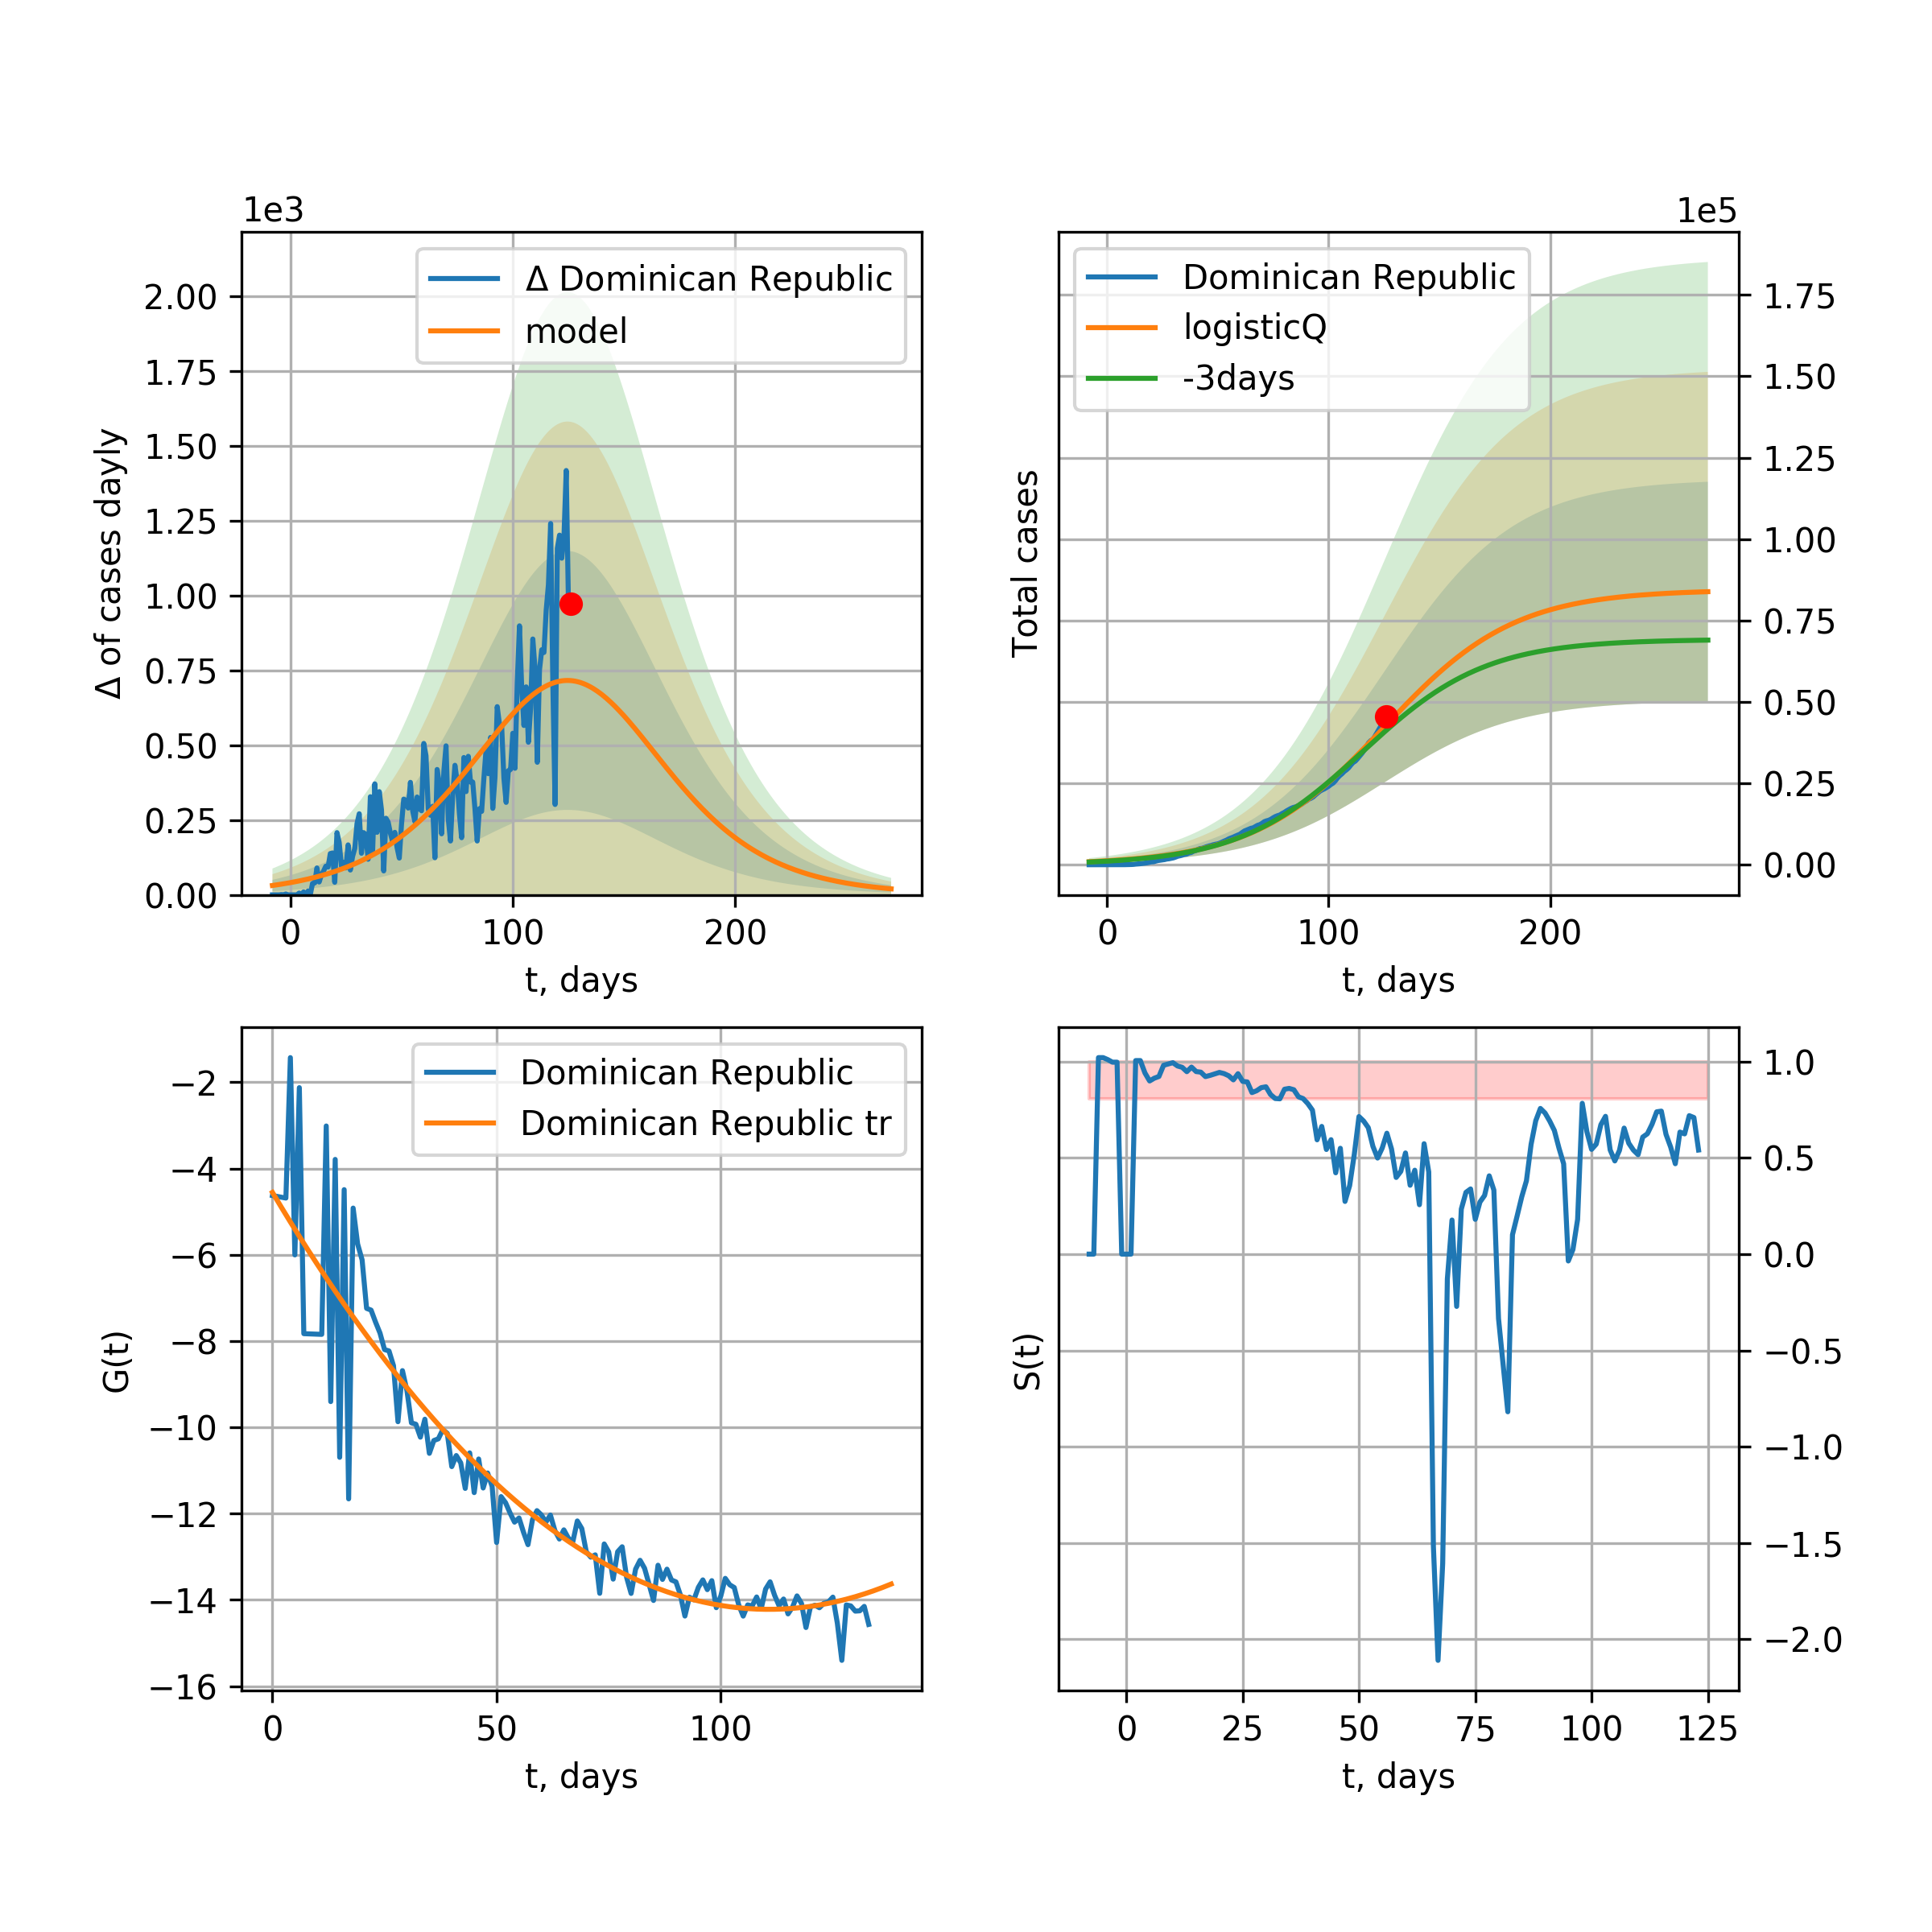 1e3
Δ Dominican Republic
model
2.00
1.75
1.50
1.25
1.00
0.75
0.50
0.25
0.00
Δ of cases dayly
0
100
200
t, days
1e5
Dominican Republic
logisticQ
-3days
Total cases
1.75
1.50
1.25
1.00
0.75
0.50
0.25
0.00
0
100
200
t, days
Dominican Republic
Dominican Republic tr
−2
−4
−6
−8
−10
−12
−14
−16
G(t)
0
50
100
t, days
S(t)
1.0
0.5
0.0
−0.5
−1.0
−1.5
−2.0
0
25
50
75
100
125
t, days